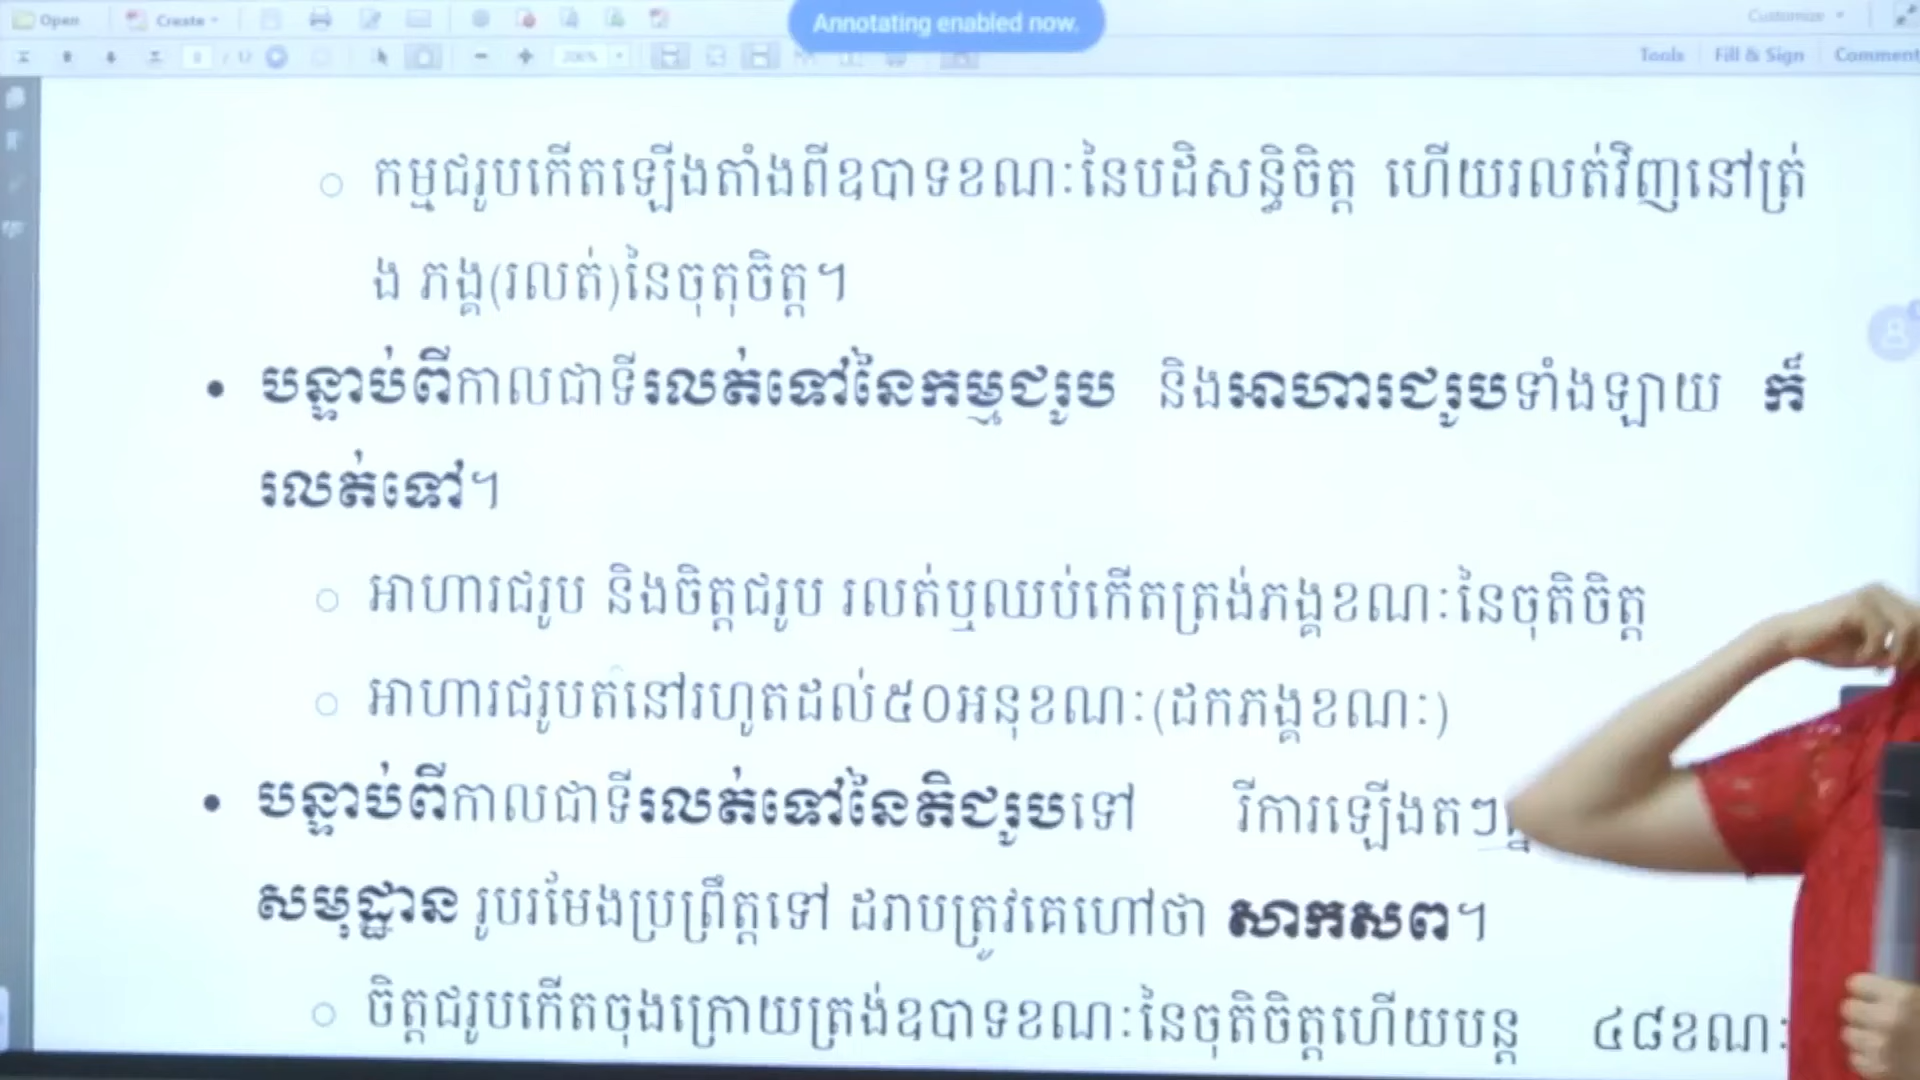 Open Create Customize
Annotating enabled now.
Tools Fill & Sign Comment
កម្មជរូបកើតឡើងតាំងពីឧបាទខណៈនៃបដិសន្ធិចិត្ត ហើយរលត់វិញនៅត្រ់
ង ភង្គ(រលត់)នៃចុតុចិត្ត។
• បន្ទាប់ពីកាលជាទីរលត់ទៅនៃកម្មជរូប និងអាហារជរូបទាំងឡាយ ក៏
រលត់ទៅ។
អាហារជរូប និងចិត្តជរូប រលត់ឬឈប់កើតត្រង់ភង្គខណៈនៃចុតិចិត្ត
អាហារជរូបតនៅរហូតដល់៥០អនុខណៈ(ដកភង្គខណៈ)
• បន្ទាប់ពីកាលជាទីរលត់ទៅនៃតិជរូបទៅ រីការឡើងតៗ
សមុដ្ឋាន រូបរមែងប្រព្រឹត្តទៅ ដរាបត្រូវគេហៅថា សាកសព។
ចិត្តជរូបកើតចុងក្រោយត្រង់ឧបាទខណៈនៃចុតិចិត្តហើយបន្ត ៤៨ខណៈ